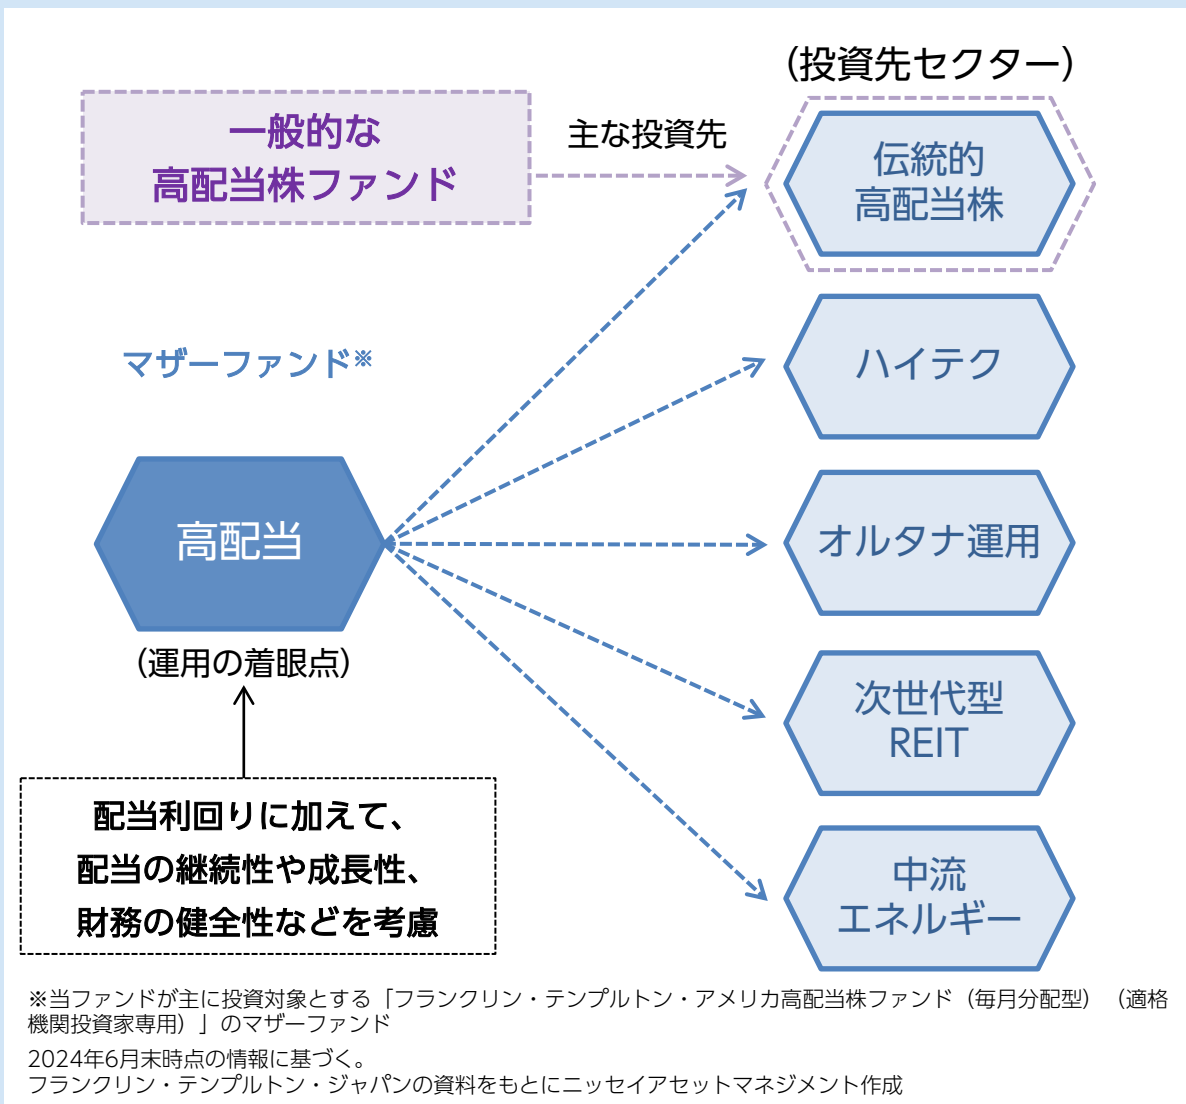 (投資先セクター)
一般的な
高配当株ファンド
主な投資先
伝統的
高配当株
マザーファンド※
ハイテク
高配当
オルタナ運用
(運用の着眼点)
次世代型
REIT
配当利回りに加えて、
配当の継続性や成長性、
財務の健全性などを考慮
中流
エネルギー
※当ファンドが主に投資対象とする「フランクリン・テンプルトン・アメリカ高配当株ファンド（毎月分配型）（適格
機関投資家専用）」のマザーファンド
2024年6月末時点の情報に基づく。
フランクリン・テンプルトン・ジャパンの資料をもとにニッセイアセットマネジメント作成